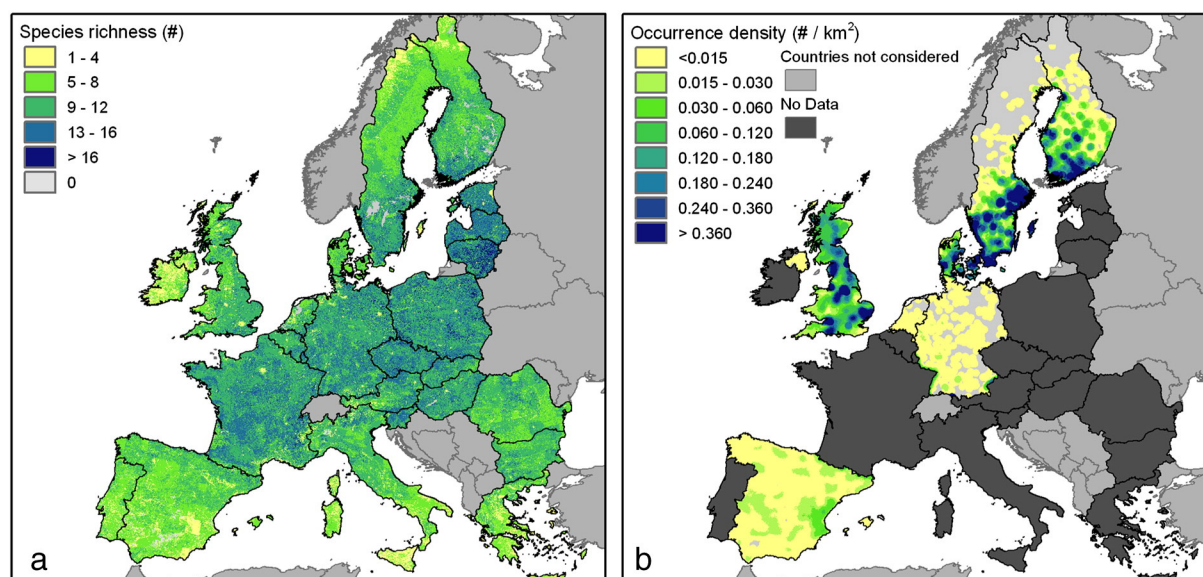 Species richness (#)
1 - 4
5 - 8
9 - 12
13 - 16
> 16
0
a
Occurrence density (# / km²)
<0.015
0.015 - 0.030
0.030 - 0.060
0.060 - 0.120
0.120 - 0.180
0.180 - 0.240
0.240 - 0.360
> 0.360
Countries not considered
No Data
b